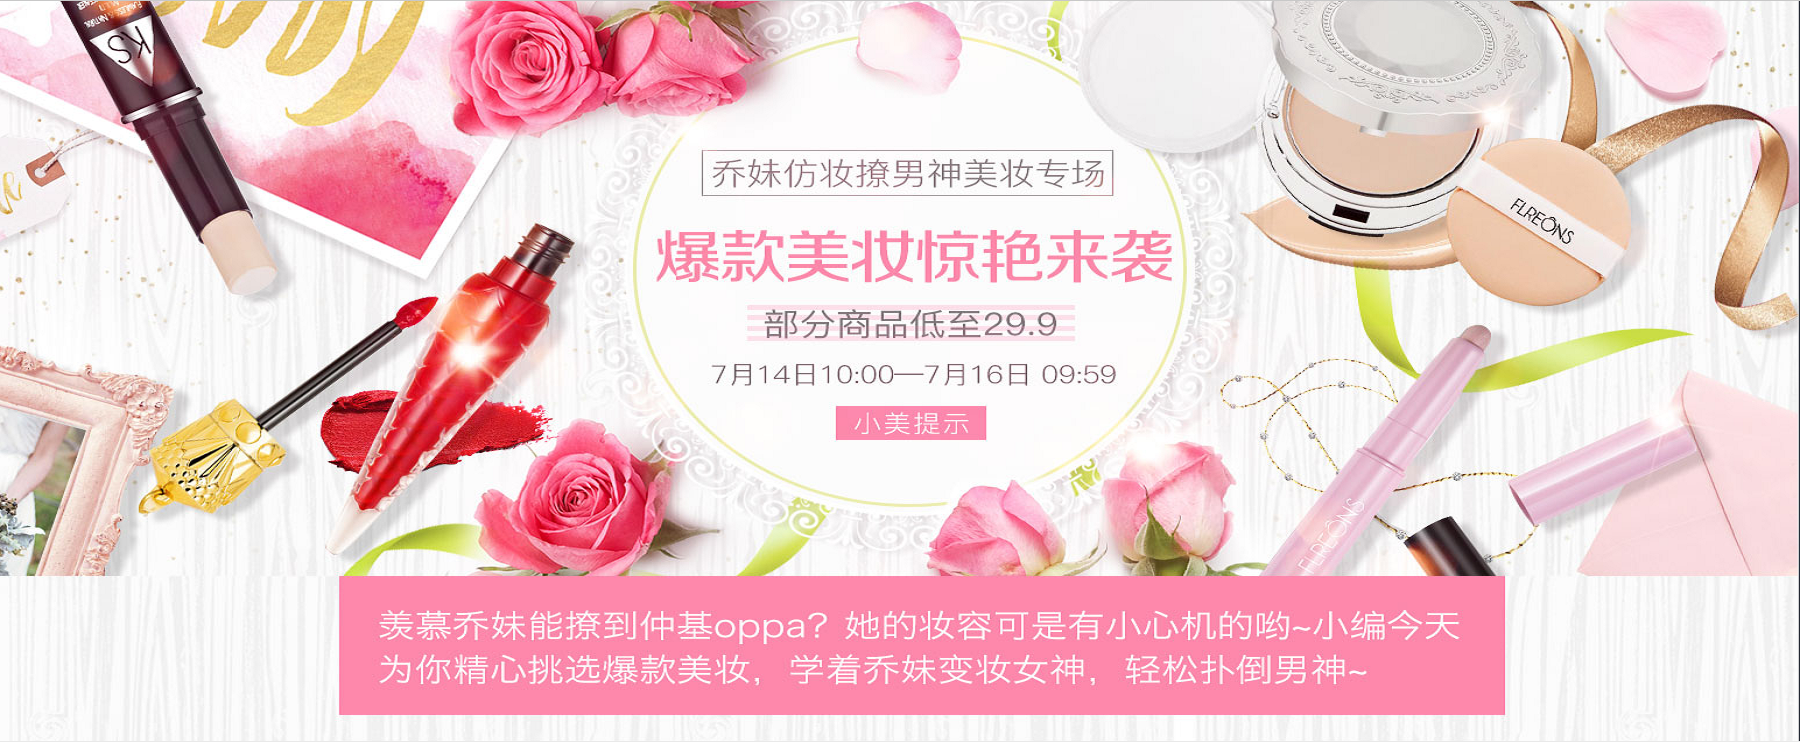 KS
乔妹仿妆撩男神美妆专场
爆款美妆惊艳来袭
部分商品低至29.9
7月14日10:00—7月16日 09:59
小美提示
FLREÔNS
FLREÔNS
羡慕乔妹能撩到仲基oppa？她的妆容可是有小心机的哟~小编今天
为你精心挑选爆款美妆，学着乔妹变妆女神，轻松扑倒男神~